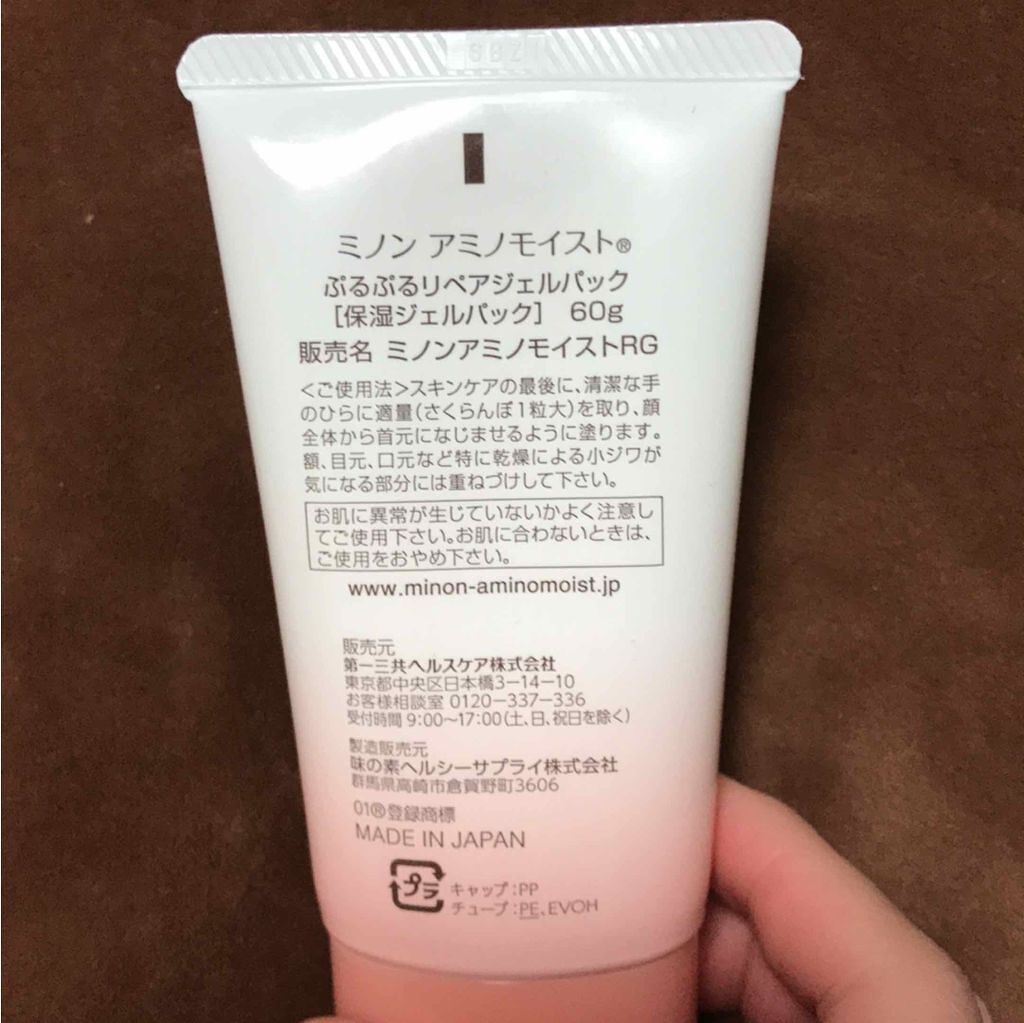 ミノン アミノモイスト®
ぷるぷるリペアジェルパック
[保湿ジェルパック] 60g
販売名 ミノンアミノモイストRG
<ご使用法>スキンケアの最後に、清潔な手
のひらに適量(さくらんぼ1粒大)を取り、顔
全体から首元になじませるように塗ります。
額、目元、口元など特に乾燥による小ジワが
気になる部分には重ねづけして下さい。
お肌に異常が生じていないかよく注意し
てご使用下さい。お肌に合わないときは、
ご使用をおやめ下さい。
www.minon-aminomoist.jp
販売元
第一三共ヘルスケア株式会社
東京都中央区日本橋3-14-10
お客様相談室 0120-337-336
受付時間 9:00~17:00(土、日、祝日を除く)
製造販売元
味の素ヘルシーサプライ株式会社
群馬県高崎市倉賀野町3606
01®登録商標
MADE IN JAPAN
プラ
キャップ:PP
チューブ:PE、EVOH